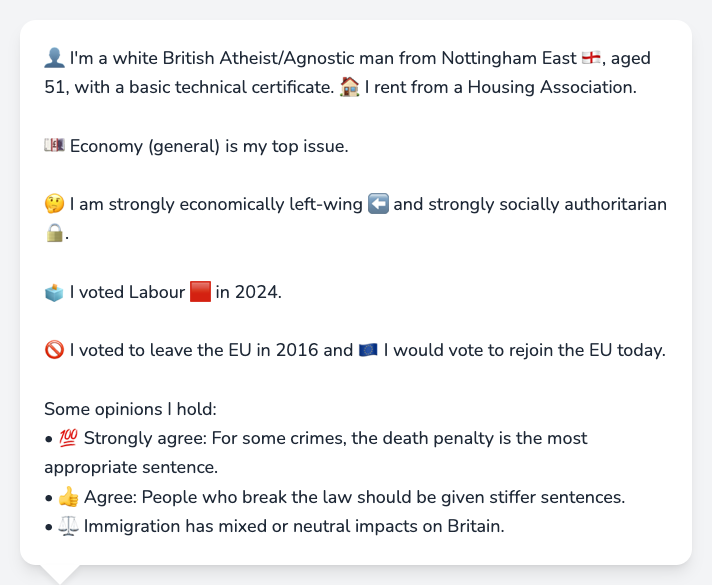 👤 I'm a white British Atheist/Agnostic man from Nottingham East 🏴󠁧󠁢󠁥󠁮󠁧󠁿, aged
51, with a basic technical certificate. 🏠 I rent from a Housing Association.
💷 Economy (general) is my top issue.
🤔 I am strongly economically left-wing ⬅️ and strongly socially authoritarian
🔒.
🗳️ I voted Labour 🟥 in 2024.
🚫 I voted to leave the EU in 2016 and 🇪🇺 I would vote to rejoin the EU today.
Some opinions I hold:
• 💯 Strongly agree: For some crimes, the death penalty is the most
appropriate sentence.
• 👍 Agree: People who break the law should be given stiffer sentences.
• ⚖️ Immigration has mixed or neutral impacts on Britain.